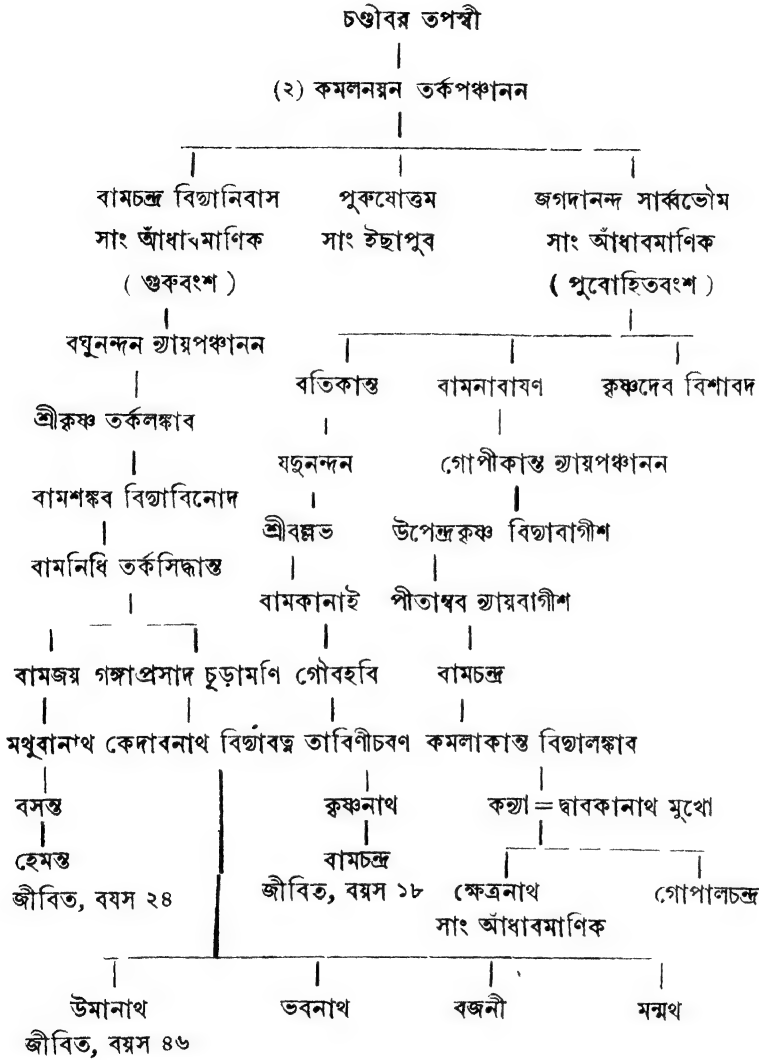 চণ্ডীবর তপস্বী
(২) কমলনয়ন তর্কপঞ্চানন
বামচন্দ্র বিদ্যানিবাস পুরুষোত্তম জগদানন্দ সার্ব্বভৌম
সাং আঁধাবমাণিক সাং ইছাপুব সাং আঁধাবমাণিক
( গুরুবংশ ) ( পুবোহিতবংশ )
বঘুনন্দন ন্যায়পঞ্চানন
বতিকান্ত বামনাবাযণ কৃষ্ণদেব বিশাবদ
শ্রীকৃষ্ণ তর্কলঙ্কাব
যদুনন্দন গোপীকান্ত ন্যায়পঞ্চানন
বামশঙ্কব বিদ্যাবিনোদ
শ্রীবল্লভ উপেন্দ্রকৃষ্ণ বিদ্যাবাগীশ
বামনিধি তর্কসিদ্ধান্ত
বামকানাই পীতাম্বব ন্যায়বাগীশ
বামজয় গঙ্গাপ্রসাদ চূড়ামণি গৌবহবি বামচন্দ্র
মথুবানাথ কেদাবনাথ বিদ্যাবত্ন তাবিণীচবণ কমলাকান্ত বিদ্যালঙ্কাব
বসন্ত কৃষ্ণনাথ কন্যা = দ্বাবকানাথ মুখো
হেমন্ত বামচন্দ্র
জীবিত, বযস ২৪ জীবিত, বয়স ১৮ ক্ষেত্রনাথ গোপালচন্দ্র
সাং আঁধাবমাণিক
উমানাথ ভবনাথ বজনী মন্মথ
জীবিত, বয়স ৪৬